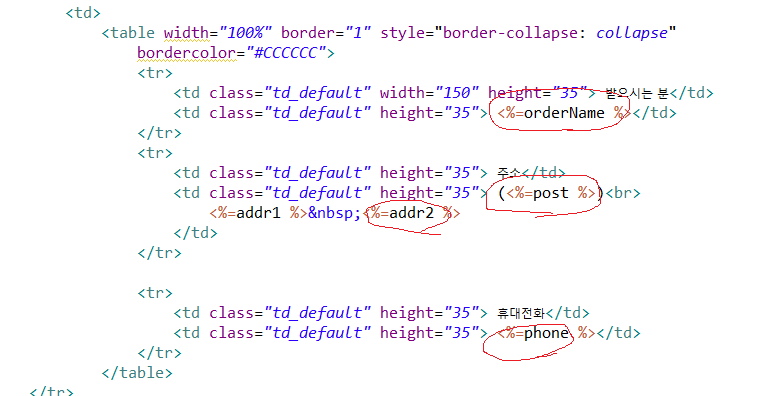 <td>
<table width="100%" border="1" style="border-collapse: collapse"
bordercolor="#CCCCCC">
<tr>
<td class="td_default" width="150" height="35"> 받으시는 분</td>
<td class="td_default" height="35"> <%=orderName %></td>
</tr>
<tr>
<td class="td_default" height="35"> 주소</td>
<td class="td_default" height="35"> (<%=post %>)<br>
<%=addr1 %>&nbsp;<%=addr2 %>
</td>
</tr>
<tr>
<td class="td_default" height="35"> 휴대전화</td>
<td class="td_default" height="35"> <%=phone %></td>
</tr>
</table>
</tr>